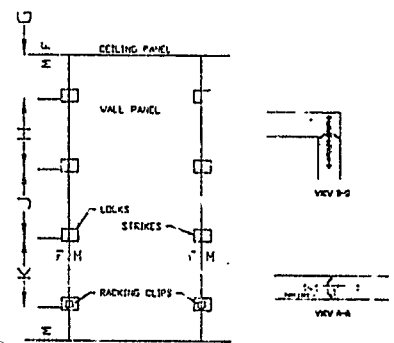 G
M F
CEILING PANEL
WALL PANEL
H
J
LOCKS
STRIKES
F M
M
K
RACKING CLIPS
M
VIEW B-B
VIEW A-A